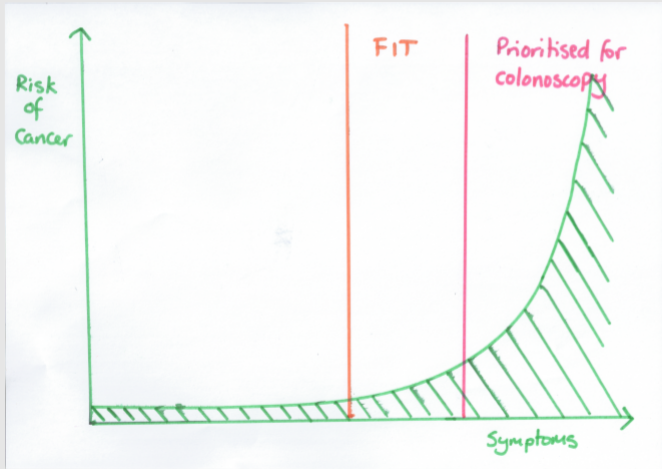 FIT
Prioritised for
colonoscopy
Risk
of
Cancer
Symptoms